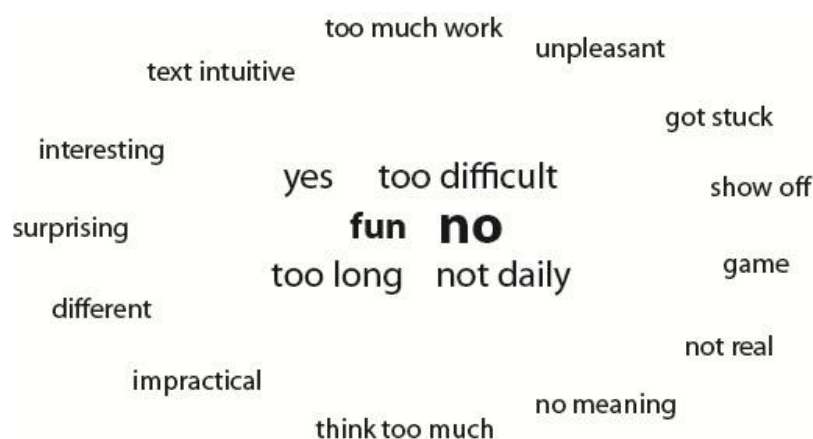 too much work
unpleasant
text intuitive
got stuck
interesting
yes too difficult
show off
surprising
fun no
game
too long not daily
different
not real
impractical
no meaning
think too much